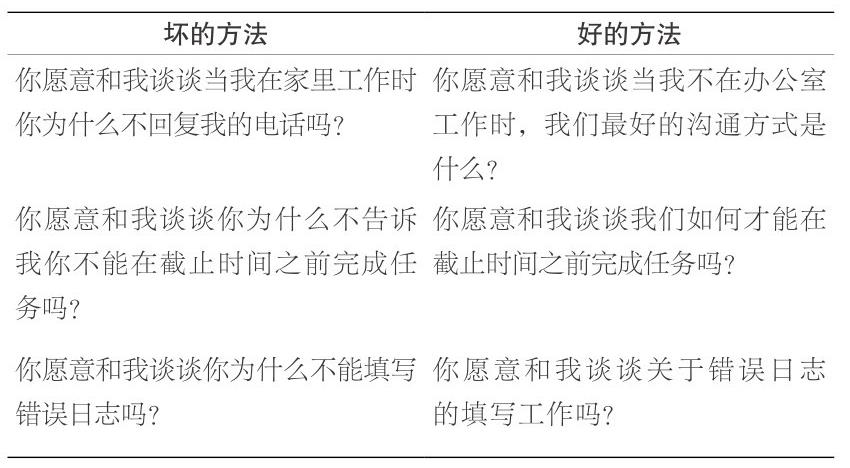 坏的方法
好的方法
你愿意和我谈谈当我在家里工作时
你为什么不回复我的电话吗?
你愿意和我谈谈当我不在办公室
工作时，我们最好的沟通方式是
什么?
你愿意和我谈谈你为什么不告诉
我你不能在截止时间之前完成任
务吗?
你愿意和我谈谈我们如何才能在
截止时间之前完成任务吗?
你愿意和我谈谈你为什么不能填写
错误日志吗?
你愿意和我谈谈关于错误日志
的填写工作吗?